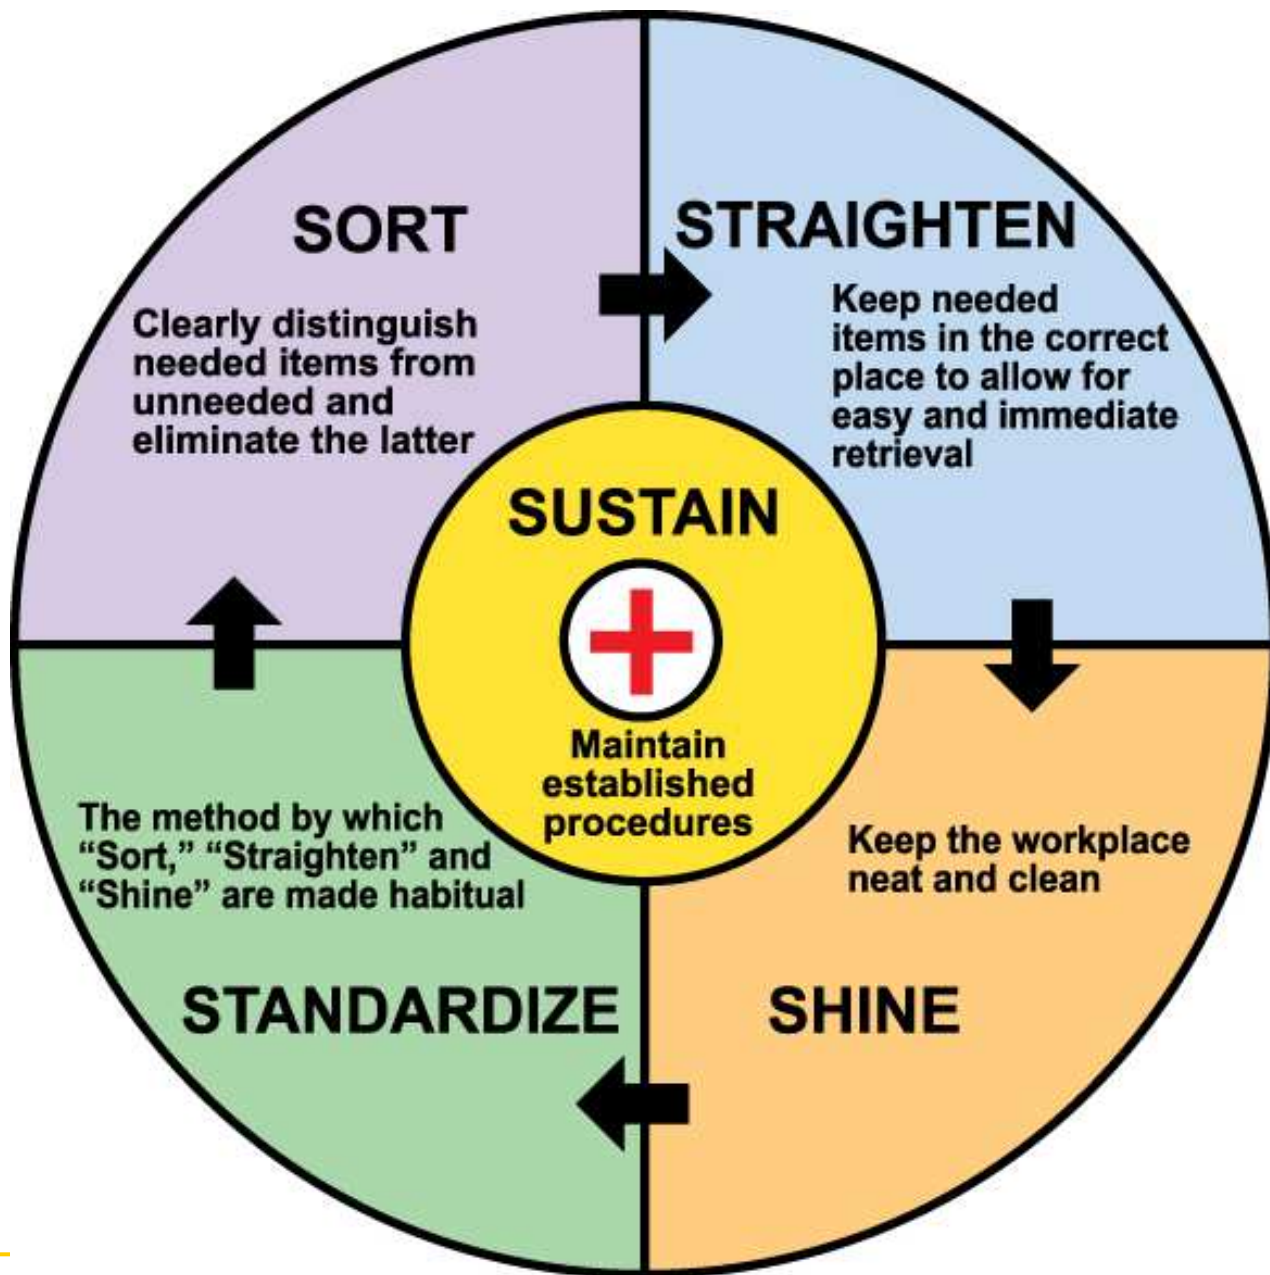 SORT
Clearly distinguish
needed items from
unneeded and
eliminate the latter
STRAIGHTEN
Keep needed
items in the correct
place to allow for
easy and immediate
retrieval
SUSTAIN
Maintain
established
procedures
Keep the workplace
neat and clean
SHINE
The method by which
“Sort,” “Straighten” and
“Shine” are made habitual
STANDARDIZE